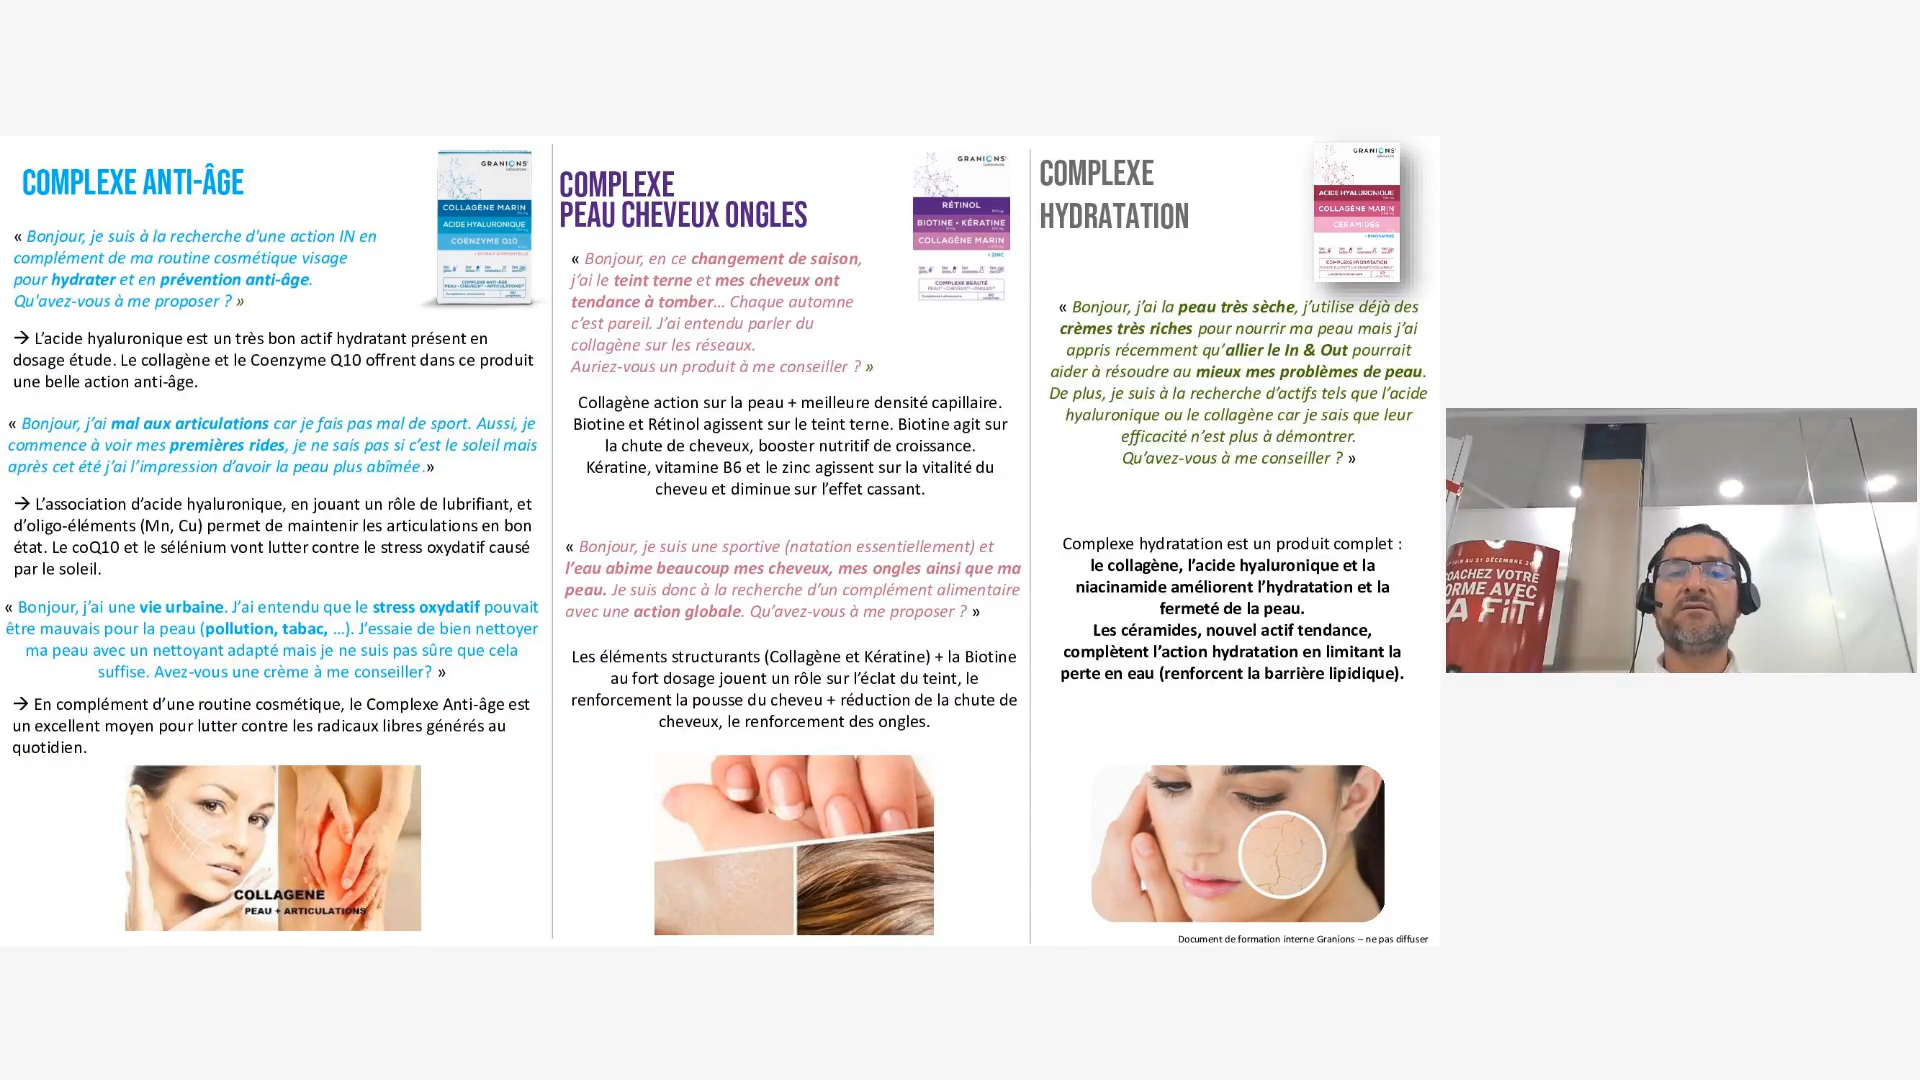 COMPLEXE ANTI-ÂGE
GRANIONS
Laboratoires
COLLAGÈNE MARIN
ACIDE HYALURONIQUE
COENZYME Q10
« Bonjour, je suis à la recherche d'une action IN en
complément de ma routine cosmétique visage
pour hydrater et en prévention anti-âge.
Qu'avez-vous à me proposer ? »
→ L’acide hyaluronique est un très bon actif hydratant présent en
dosage étude. Le collagène et le Coenzyme Q10 offrent dans ce produit
une belle action anti-âge.
« Bonjour, j’ai mal aux articulations car je fais pas mal de sport. Aussi, je
commence à voir mes premières rides, je ne sais pas si c’est le soleil mais
après cet été j’ai l’impression d’avoir la peau plus abîmée.»
→ L’association d’acide hyaluronique, en jouant un rôle de lubrifiant, et
d’oligo-éléments (Mn, Cu) permet de maintenir les articulations en bon
état. Le coQ10 et le sélénium vont lutter contre le stress oxydatif causé
par le soleil.
« Bonjour, j’ai une vie urbaine. J’ai entendu que le stress oxydatif pouvait
être mauvais pour la peau (pollution, tabac, …). J’essaie de bien nettoyer
ma peau avec un nettoyant adapté mais je ne suis pas sûre que cela
suffise. Avez-vous une crème à me conseiller? »
→ En complément d’une routine cosmétique, le Complexe Anti-âge est
un excellent moyen pour lutter contre les radicaux libres générés au
quotidien.
COLLAGENE
PEAU + ARTICULATIONS
COMPLEXE
PEAU CHEVEUX ONGLES
GRANIONS
Laboratoires
RÉTINOL
BIOTINE • KÉRATINE
COLLAGÈNE MARIN
+ ZINC
COMPLEXE BEAUTÉ
« Bonjour, en ce changement de saison,
j’ai le teint terne et mes cheveux ont
tendance à tomber… Chaque automne
c’est pareil. J’ai entendu parler du
collagène sur les réseaux.
Auriez-vous un produit à me conseiller ? »
Collagène action sur la peau + meilleure densité capillaire.
Biotine et Rétinol agissent sur le teint terne. Biotine agit sur
la chute de cheveux, booster nutritif de croissance.
Kératine, vitamine B6 et le zinc agissent sur la vitalité du
cheveu et diminue sur l’effet cassant.
« Bonjour, je suis une sportive (natation essentiellement) et
l’eau abime beaucoup mes cheveux, mes ongles ainsi que ma
peau. Je suis donc à la recherche d’un complément alimentaire
avec une action globale. Qu’avez-vous à me proposer ? »
Les éléments structurants (Collagène et Kératine) + la Biotine
au fort dosage jouent un rôle sur l’éclat du teint, le
renforcement la pousse du cheveu + réduction de la chute de
cheveux, le renforcement des ongles.
COMPLEXE
HYDRATATION
GRANIONS
ACIDE HYALURONIQUE
COLLAGÈNE MARIN
CÉRAMIDES
« Bonjour, j’ai la peau très sèche, j’utilise déjà des
crèmes très riches pour nourrir ma peau mais j’ai
appris récemment qu’allier le In & Out pourrait
aider à résoudre au mieux mes problèmes de peau.
De plus, je suis à la recherche d’actifs tels que l’acide
hyaluronique ou le collagène car je sais que leur
efficacité n’est plus à démontrer.
Qu’avez-vous à me conseiller ? »
Complexe hydratation est un produit complet :
le collagène, l’acide hyaluronique et la
niacinamide améliorent l’hydratation et la
fermeté de la peau.
Les céramides, nouvel actif tendance,
complètent l’action hydratation en limitant la
perte en eau (renforcent la barrière lipidique).
Document de formation interne Granions – ne pas diffuser
AU 31 DÉCEMBRE
COACHEZ VOTRE
ORME AVEC
TA FIT